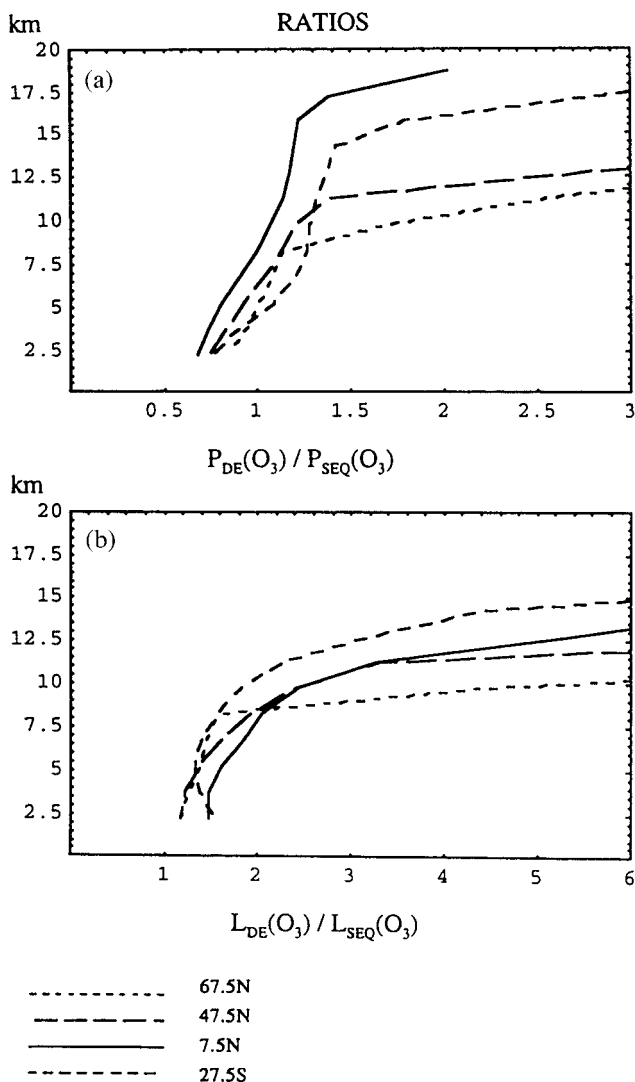 km RATIOS
20
(a)
17.5
15
12.5
10
7.5
5
2.5
0.5 1 1.5 2 2.5 3
P_DE(O_3) / P_SEQ(O_3)
km
20
(b)
17.5
15
12.5
10
7.5
5
2.5
1 2 3 4 5 6
L_DE(O_3) / L_SEQ(O_3)
67.5N
47.5N
7.5N
27.5S